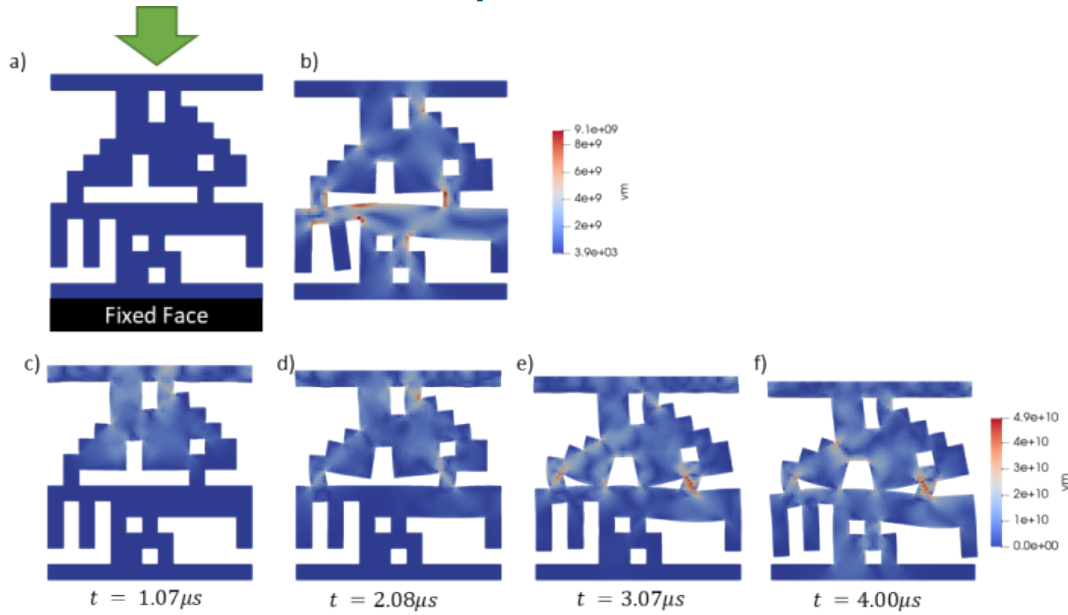 a)
b)
9.1e+09
8e+9
6e+9
4e+9
2e+9
3.9e+03
vm
Fixed Face
c)
d)
e)
f)
4.9e+10
4e+10
3e+10
2e+10
1e+10
0.0e+00
vm
t = 1.07μs
t = 2.08μs
t = 3.07μs
t = 4.00μs